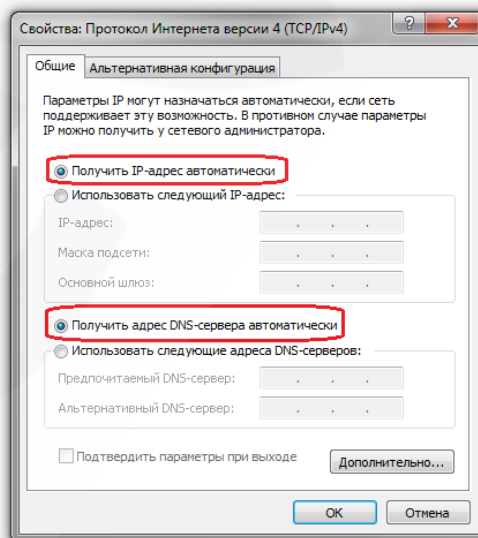 Свойства: Протокол Интернета версии 4 (TCP/IPv4)
Общие
Альтернативная конфигурация
Параметры IP могут назначаться автоматически, если сеть
поддерживает эту возможность. В противном случае параметры
IP можно получить у сетевого администратора.
Получить IP-адрес автоматически
Использовать следующий IP-адрес:
IP-адрес:
Маска подсети:
Основной шлюз:
Получить адрес DNS-сервера автоматически
Использовать следующие адреса DNS-серверов:
Предпочитаемый DNS-сервер:
Альтернативный DNS-сервер:
Подтвердить параметры при выходе
Дополнительно...
ОК
Отмена